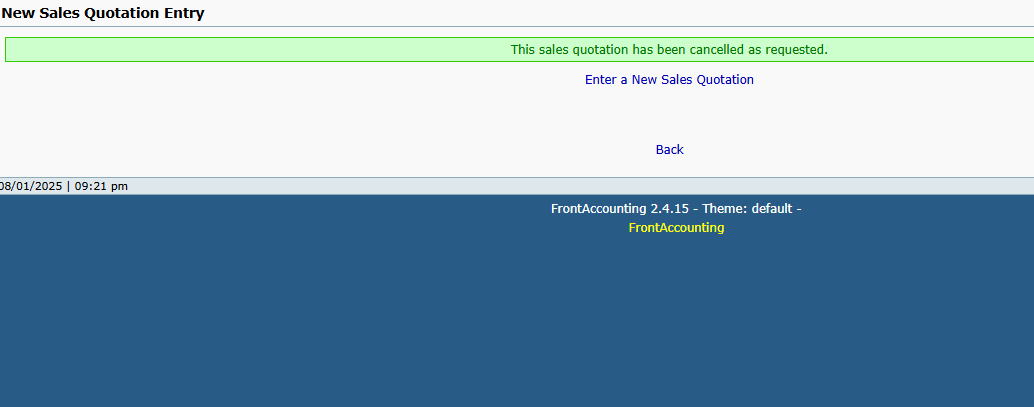 New Sales Quotation Entry
This sales quotation has been cancelled as requested.
Enter a New Sales Quotation
Back
08/01/2025 | 09:21 pm
FrontAccounting 2.4.15 - Theme: default -
FrontAccounting